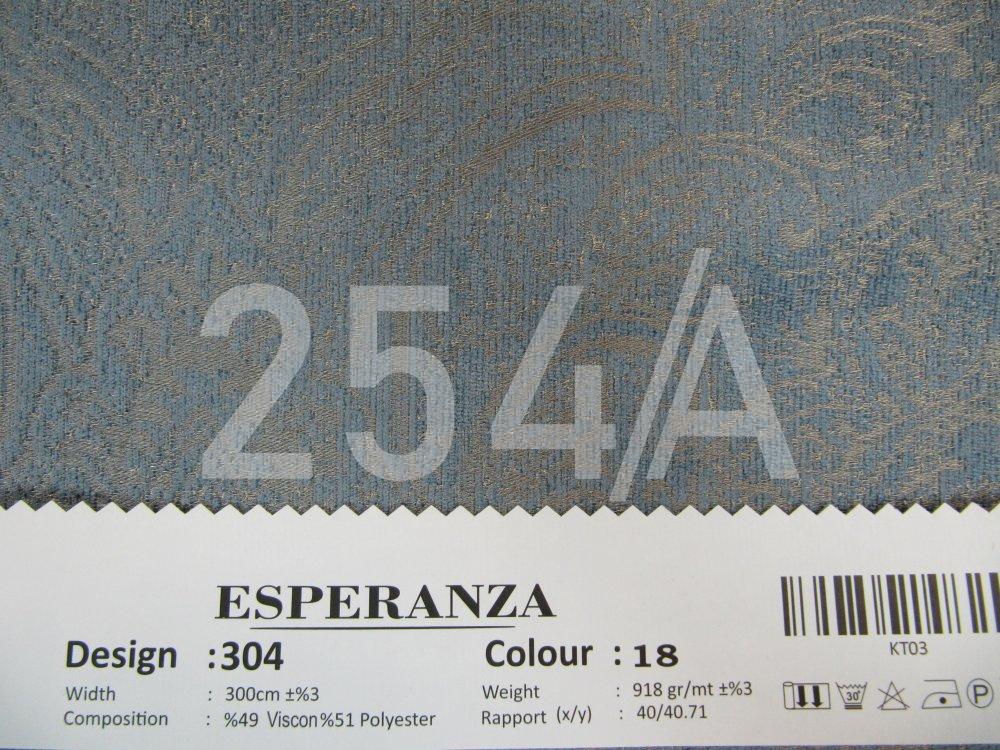 254/A
ESPERANZA
Design :304 Colour : 18
Width : 300cm ±%3 Weight : 918 gr/mt ±%3
Composition : %49 Viscon%51 Polyester Rapport (x/y) : 40/40.71
KT03
30°
P